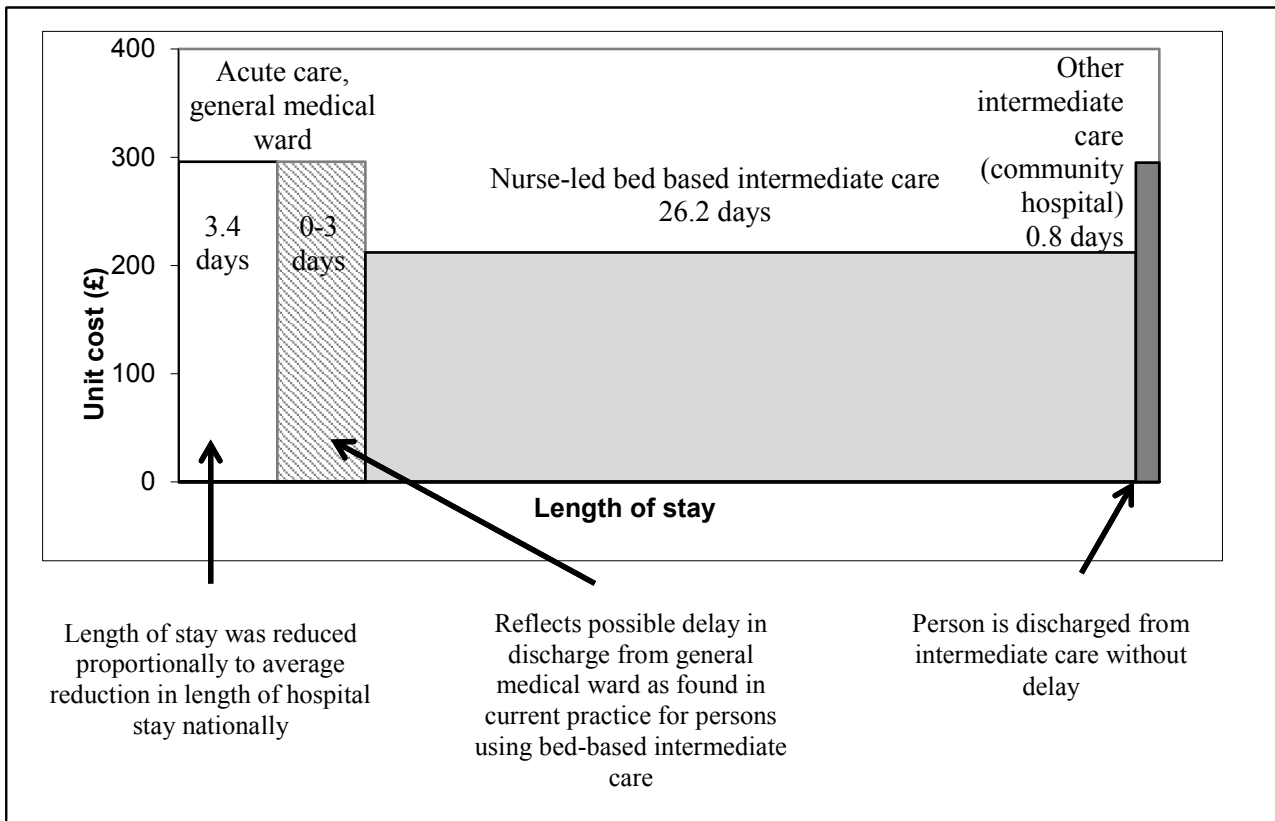 400
300
200
100
0
Unit cost (£)
Acute care,
general medical
ward
3.4
days
0-3
days
Nurse-led bed based intermediate care
26.2 days
Other
intermediate
care
(community
hospital)
0.8 days
Length of stay
Length of stay was reduced
proportionally to average
reduction in length of hospital
stay nationally
Reflects possible delay in
discharge from general
medical ward as found in
current practice for persons
using bed-based intermediate
care
Person is discharged from
intermediate care without
delay